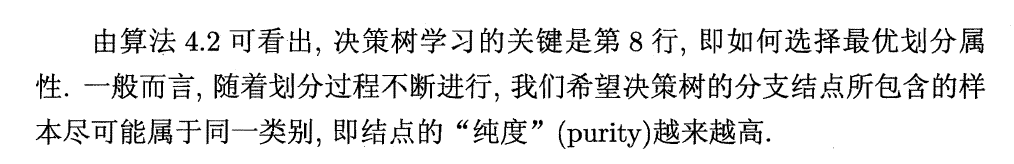 由算法 4.2 可看出, 决策树学习的关键是第 8 行, 即如何选择最优划分属
性. 一般而言, 随着划分过程不断进行, 我们希望决策树的分支结点所包含的样
本尽可能属于同一类别, 即结点的“纯度”(purity)越来越高.